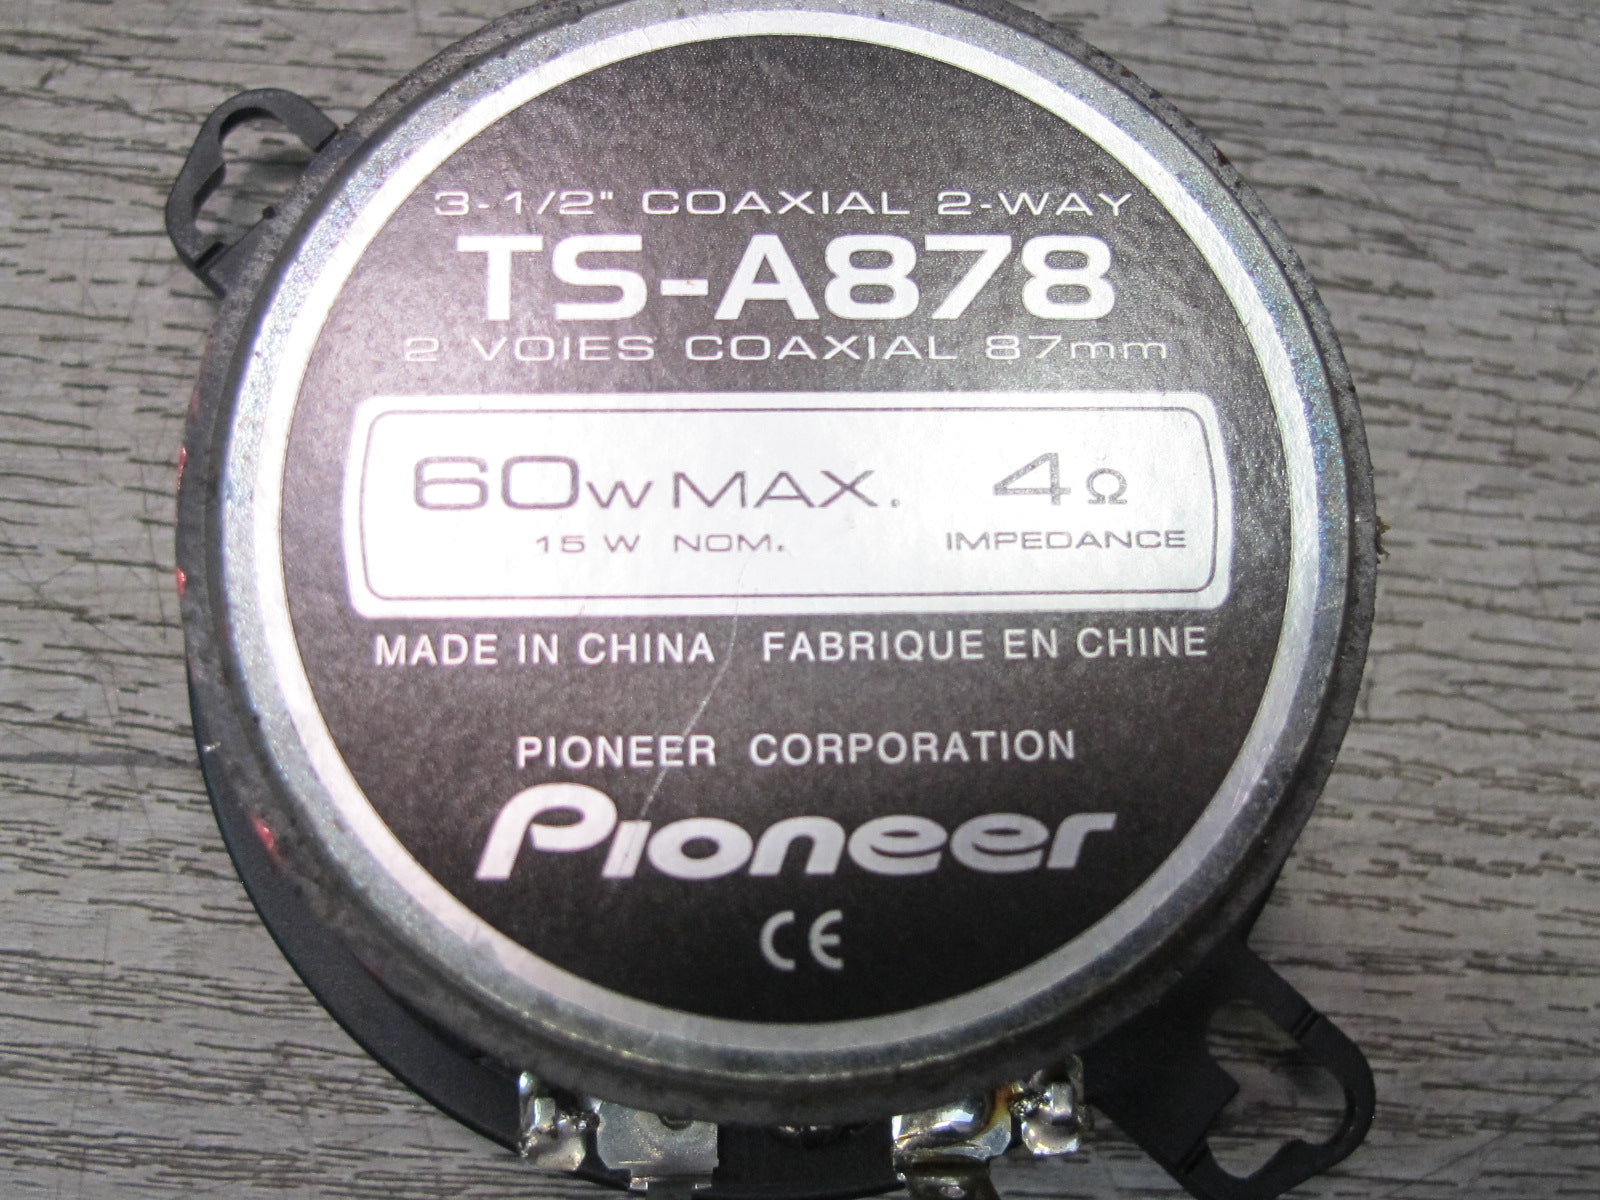 3-1/2" COAXIAL 2-WAY
TS-A878
2 VOIES COAXIAL 87mm
60W MAX. 4Ω
15 W NOM. IMPEDANCE
MADE IN CHINA FABRIQUE EN CHINE
PIONEER CORPORATION
Pioneer
CE